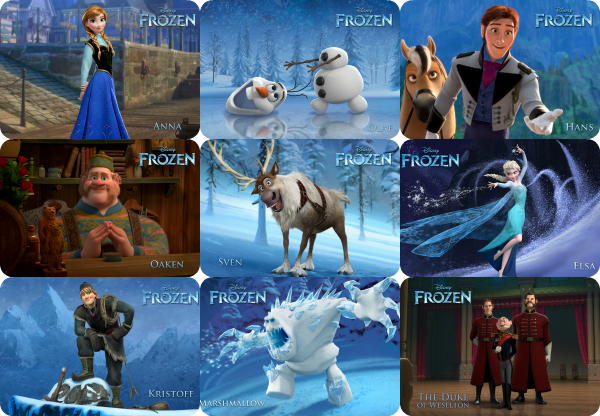 Disney
FROZEN
ANNA
Disney
FROZEN
OLAF
Disney
FROZEN
HANS
Disney
FROZEN
OAKEN
Disney
FROZEN
SVEN
Disney
FROZEN
ELSA
Disney
FROZEN
KRISTOFF
Disney
FROZEN
MARSHMALLOW
Disney
FROZEN
THE DUKE
OF WESELTON